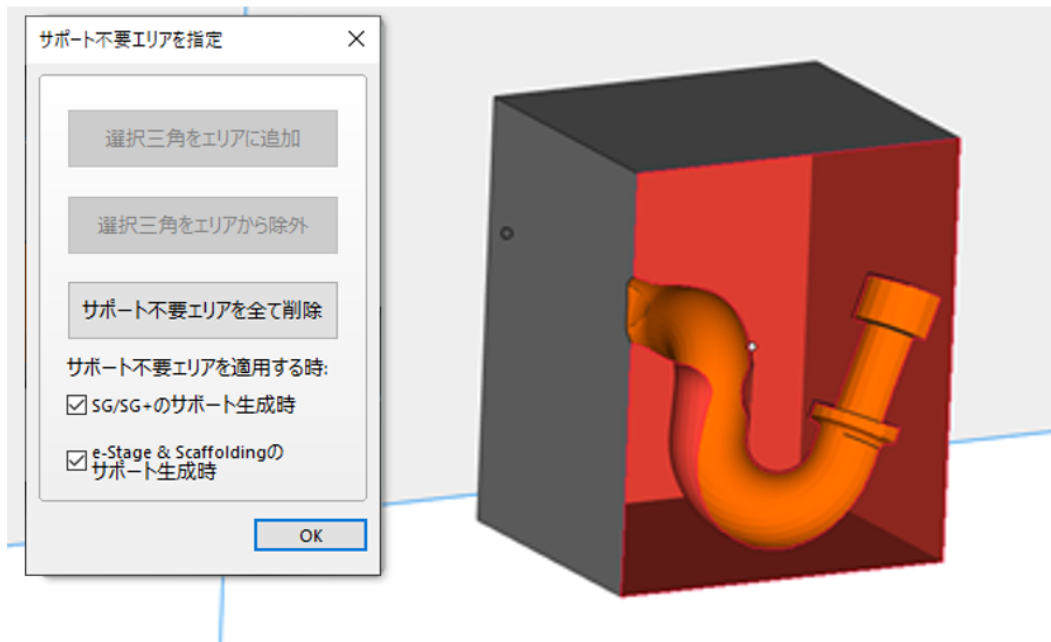 サポート不要エリアを指定
選択三角をエリアに追加
選択三角をエリアから除外
サポート不要エリアを全て削除
サポート不要エリアを適用する時:
SG/SG+のサポート生成時
e-Stage & Scaffoldingの
サポート生成時
OK